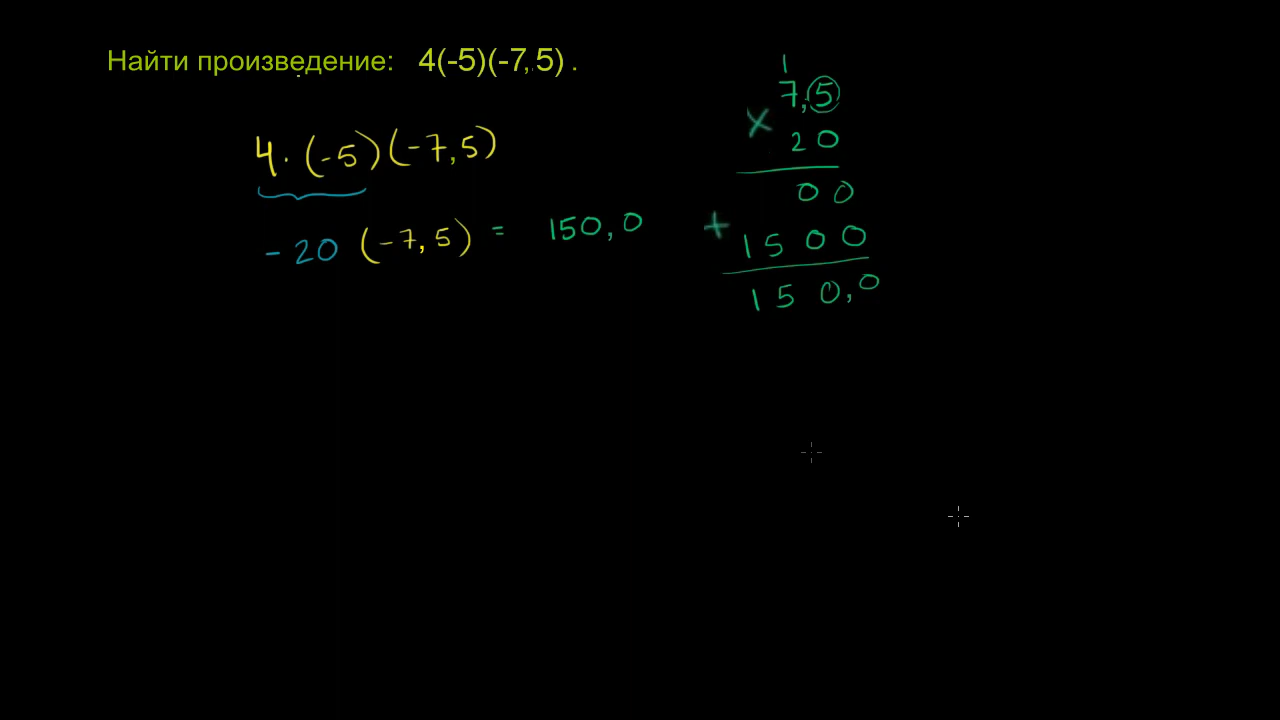 Найти произведение: 4(-5)(-7,5) .
4 · (-5)(-7,5)
-20 (-7,5) = 150,0
1
7,5
x 20
00
+ 1500
150,0